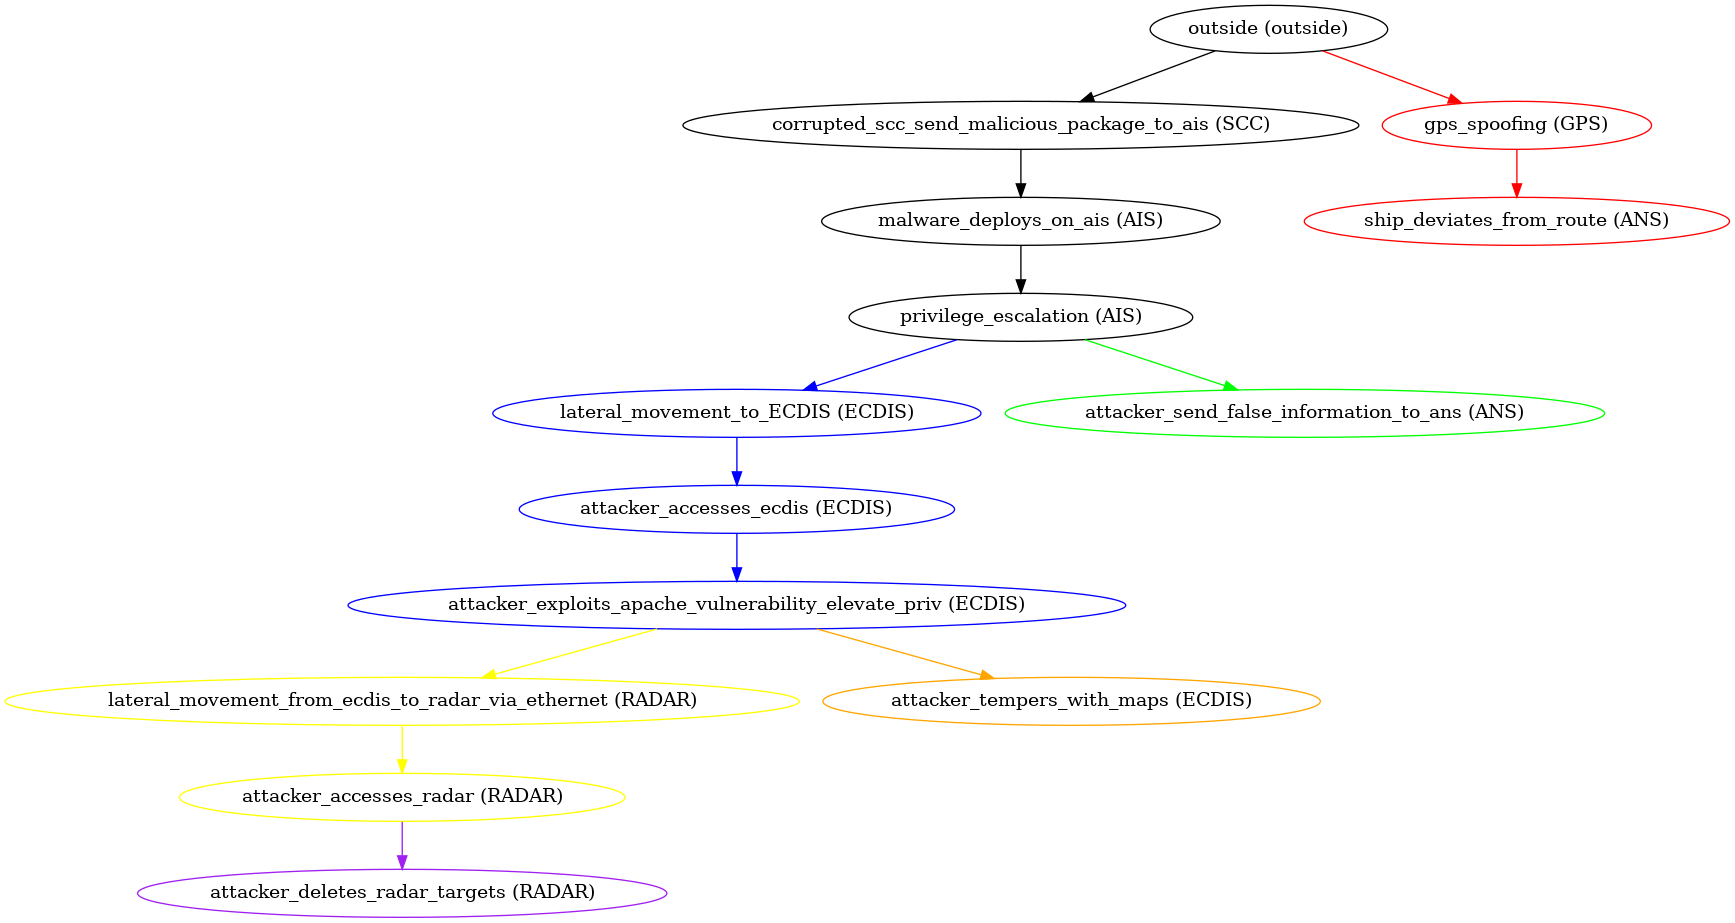 outside (outside)
corrupted_scc_send_malicious_package_to_ais (SCC)
gps_spoofing (GPS)
malware_deploys_on_ais (AIS)
ship_deviates_from_route (ANS)
privilege_escalation (AIS)
lateral_movement_to_ECDIS (ECDIS)
attacker_send_false_information_to_ans (ANS)
attacker_accesses_ecdis (ECDIS)
attacker_exploits_apache_vulnerability_elevate_priv (ECDIS)
lateral_movement_from_ecdis_to_radar_via_ethernet (RADAR)
attacker_tempers_with_maps (ECDIS)
attacker_accesses_radar (RADAR)
attacker_deletes_radar_targets (RADAR)